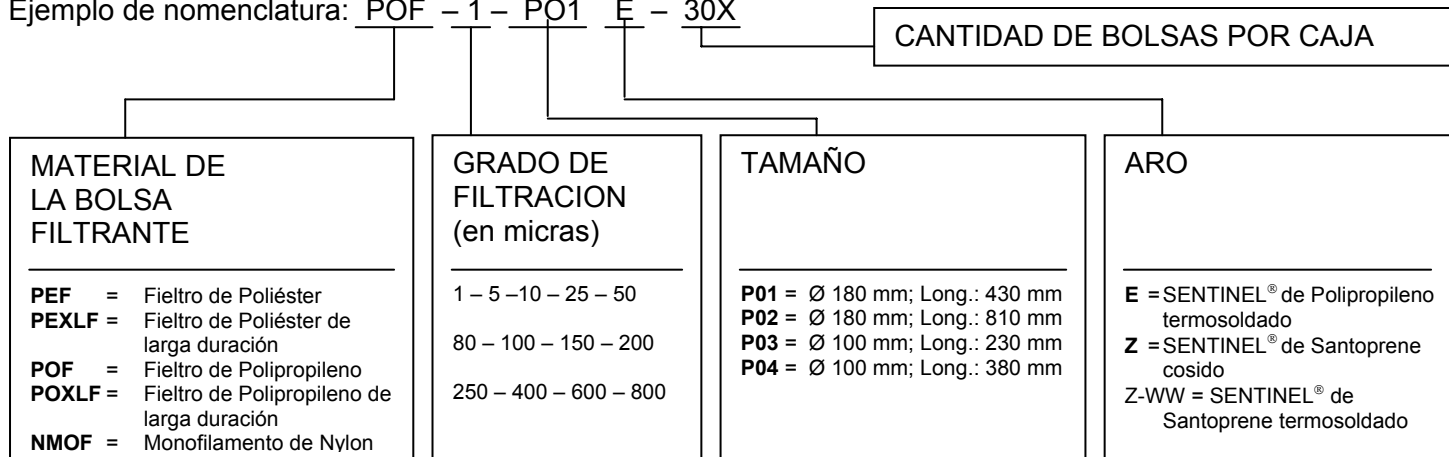 Ejemplo de nomenclatura: POF – 1 – PO1 E – 30X
CANTIDAD DE BOLSAS POR CAJA
MATERIAL DE
LA BOLSA
FILTRANTE
PEF = Fieltro de Poliéster
PEXLF = Fieltro de Poliéster de
larga duración
POF = Fieltro de Polipropileno
POXLF = Fieltro de Polipropileno de
larga duración
NMOF = Monofilamento de Nylon
GRADO DE
FILTRACION
(en micras)
1 – 5 –10 – 25 – 50
80 – 100 – 150 – 200
250 – 400 – 600 – 800
TAMAÑO
P01 = Ø 180 mm; Long.: 430 mm
P02 = Ø 180 mm; Long.: 810 mm
P03 = Ø 100 mm; Long.: 230 mm
P04 = Ø 100 mm; Long.: 380 mm
ARO
E = SENTINEL® de Polipropileno
termosoldado
Z = SENTINEL® de Santoprene
cosido
Z-WW = SENTINEL® de
Santoprene termosoldado